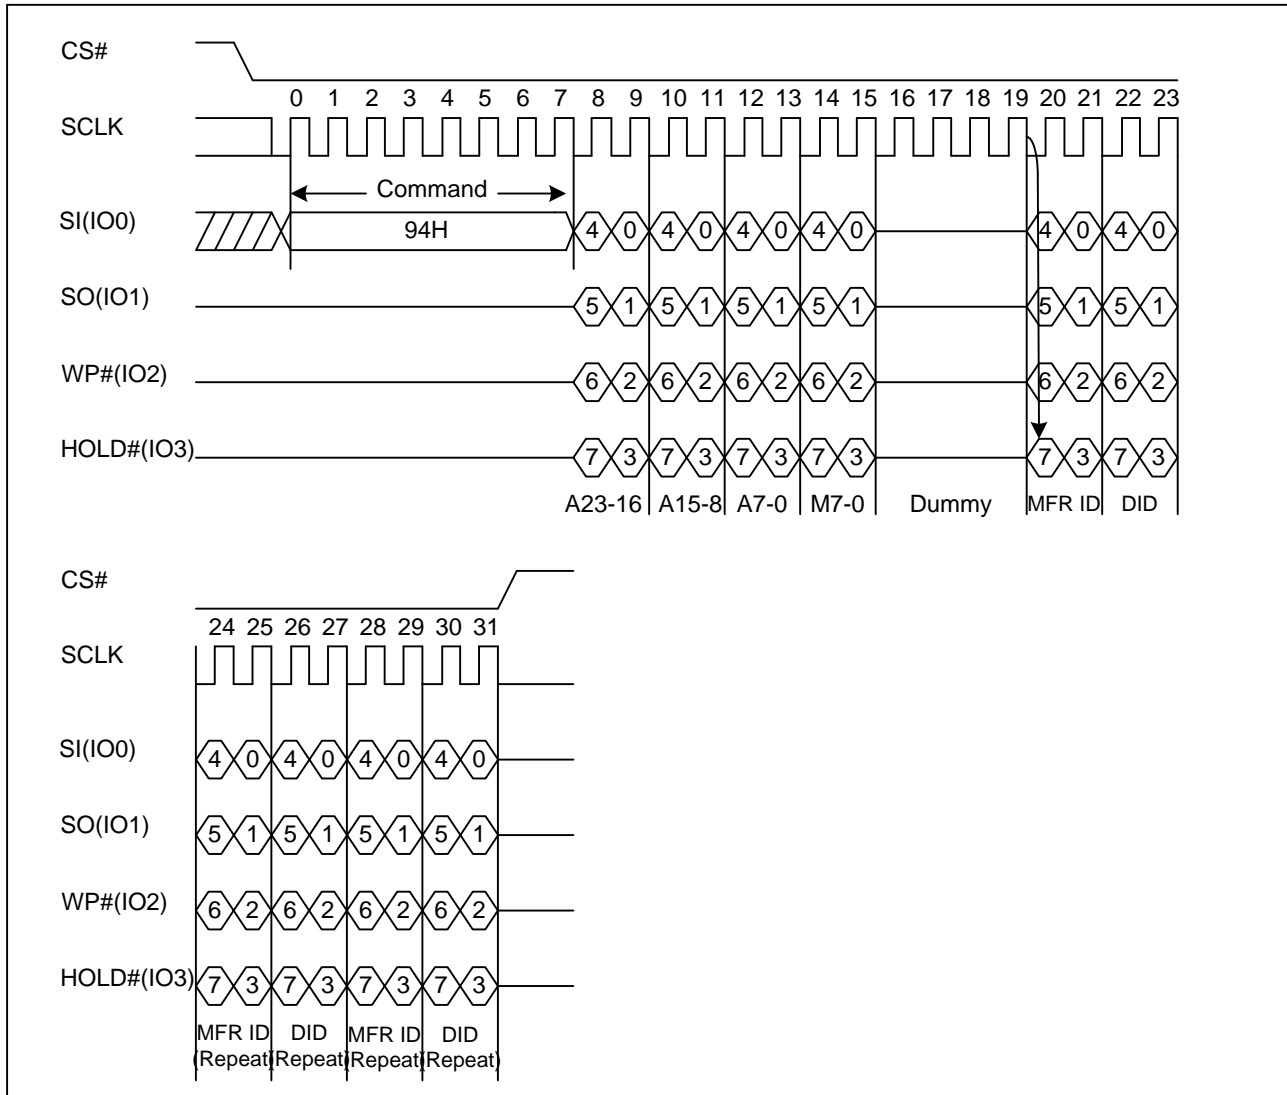 CS#
0 1 2 3 4 5 6 7 8 9 10 11 12 13 14 15 16 17 18 19 20 21 22 23
SCLK
Command
SI(IO0) 94H 4 0 4 0 4 0 4 0 4 0 4 0
SO(IO1) 5 1 5 1 5 1 5 1 5 1 5 1
WP#(IO2) 6 2 6 2 6 2 6 2 6 2 6 2
HOLD#(IO3) 7 3 7 3 7 3 7 3 7 3 7 3
A23-16 A15-8 A7-0 M7-0 Dummy MFR ID DID
CS#
24 25 26 27 28 29 30 31
SCLK
SI(IO0) 4 0 4 0 4 0 4 0
SO(IO1) 5 1 5 1 5 1 5 1
WP#(IO2) 6 2 6 2 6 2 6 2
HOLD#(IO3) 7 3 7 3 7 3 7 3
MFR ID DID MFR ID DID
(Repeat) (Repeat) (Repeat) (Repeat)